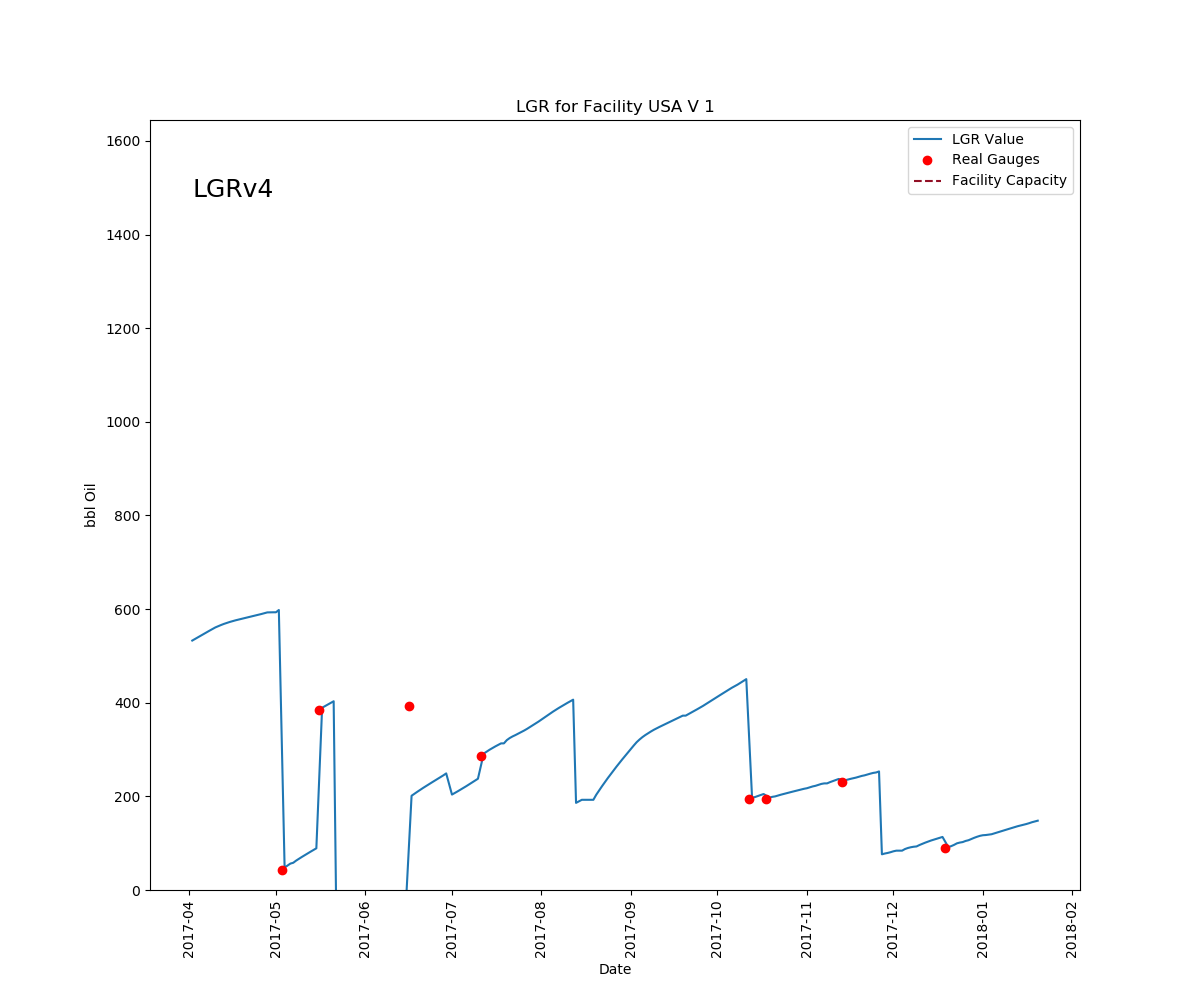 LGR for Facility USA V 1
LGRv4
LGR Value
Real Gauges
Facility Capacity
1600
1400
1200
1000
800
600
400
200
0
bbl Oil
2017-04
2017-05
2017-06
2017-07
2017-08
2017-09
2017-10
2017-11
2017-12
2018-01
2018-02
Date